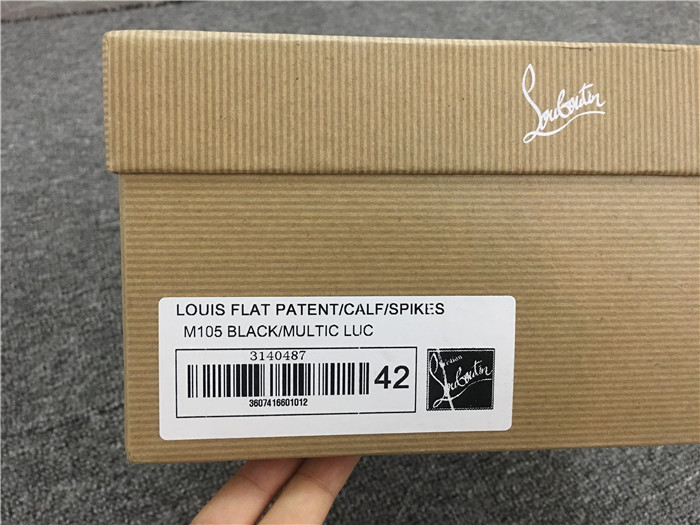 Louboutin
LOUIS FLAT PATENT/CALF/SPIKES
M105 BLACK/MULTIC LUC
3140487
42
3607416601012
Louboutin